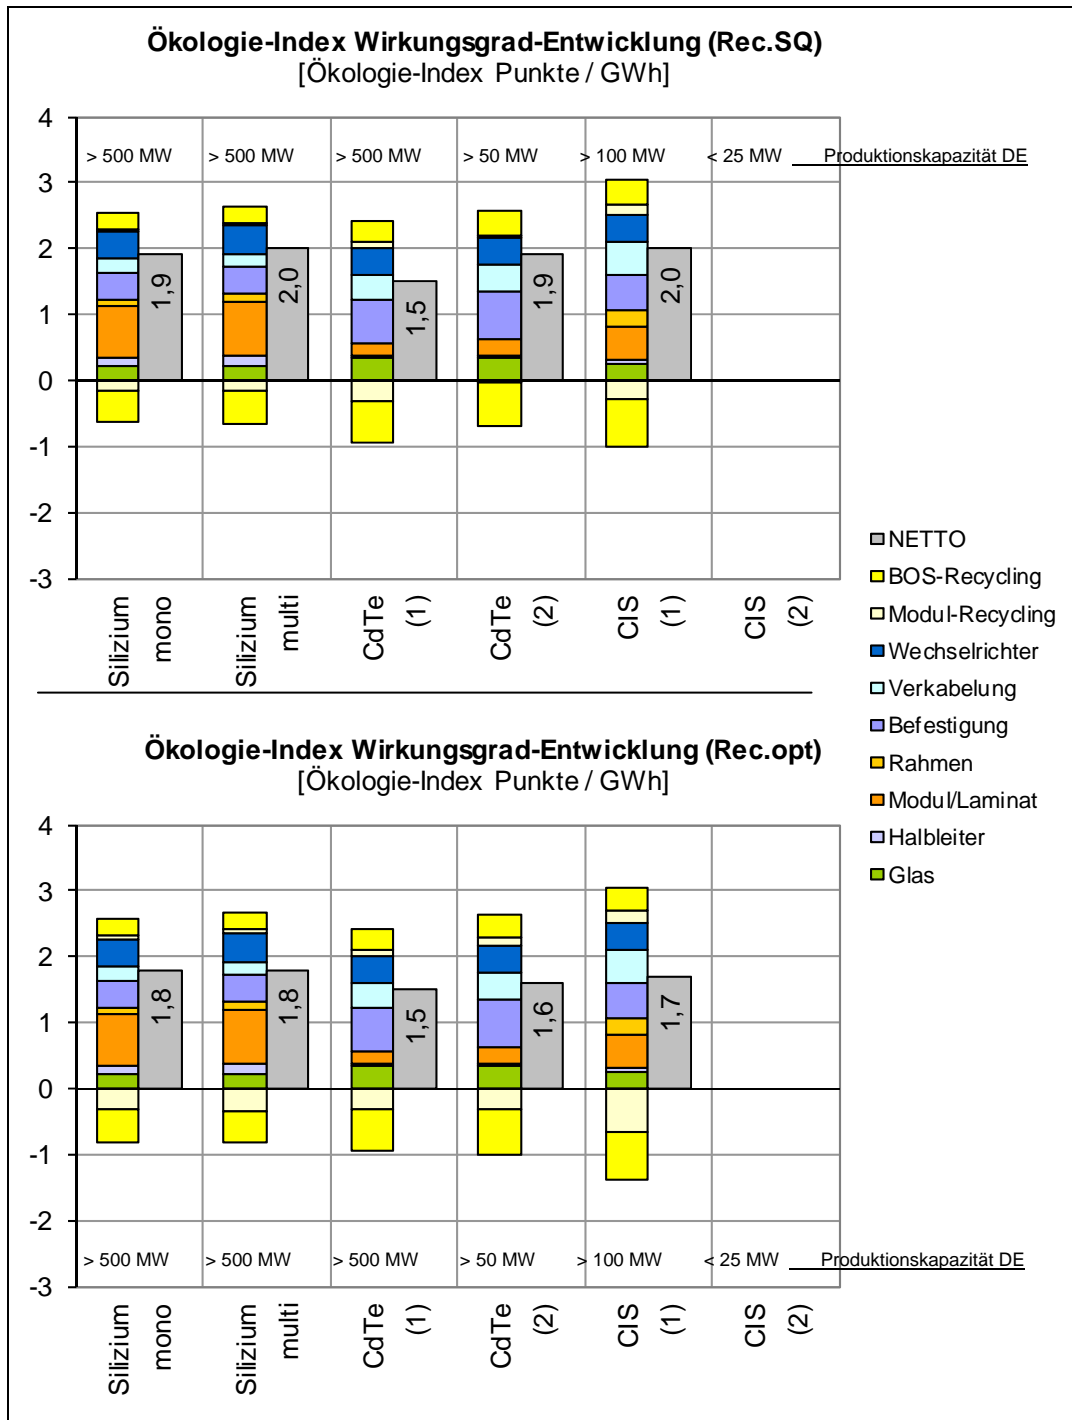 Ökologie-Index Wirkungsgrad-Entwicklung (Rec.SQ)
[Ökologie-Index Punkte / GWh]
4
> 500 MW > 500 MW > 500 MW > 50 MW > 100 MW < 25 MW Produktionskapazität DE
3
2
1
0
-1
-2
-3
1,9
2,0
1,5
1,9
2,0
Silizium mono
Silizium multi
CdTe (1)
CdTe (2)
CIS (1)
CIS (2)
NETTO
BOS-Recycling
Modul-Recycling
Wechselrichter
Verkabelung
Befestigung
Rahmen
Modul/Laminat
Halbleiter
Glas
Ökologie-Index Wirkungsgrad-Entwicklung (Rec.opt)
[Ökologie-Index Punkte / GWh]
4
3
2
1
0
-1
-2
-3
1,8
1,8
1,5
1,6
1,7
> 500 MW > 500 MW > 500 MW > 50 MW > 100 MW < 25 MW Produktionskapazität DE
Silizium mono
Silizium multi
CdTe (1)
CdTe (2)
CIS (1)
CIS (2)